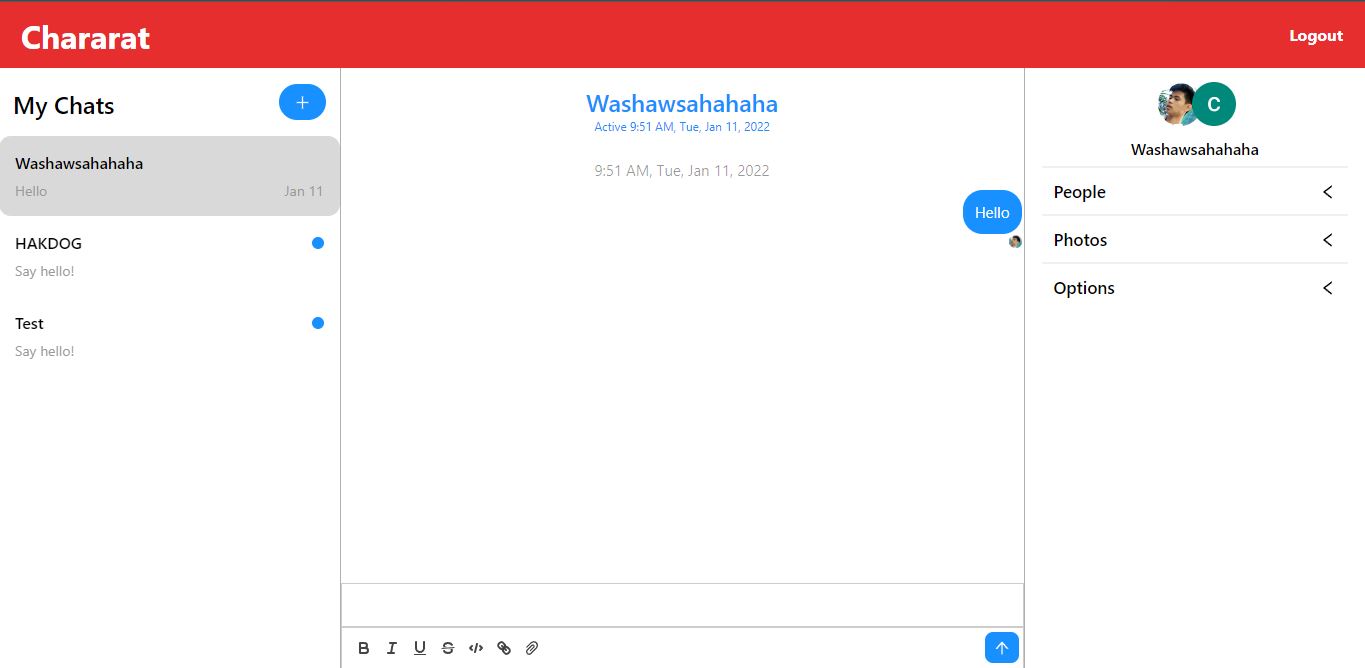 Chararat
Logout
My Chats
+
Washawsahahaha
Hello
Jan 11
HAKDOG
Say hello!
Test
Say hello!
Washawsahahaha
Active 9:51 AM, Tue, Jan 11, 2022
9:51 AM, Tue, Jan 11, 2022
Hello
B I U S </>
C
Washawsahahaha
People
Photos
Options